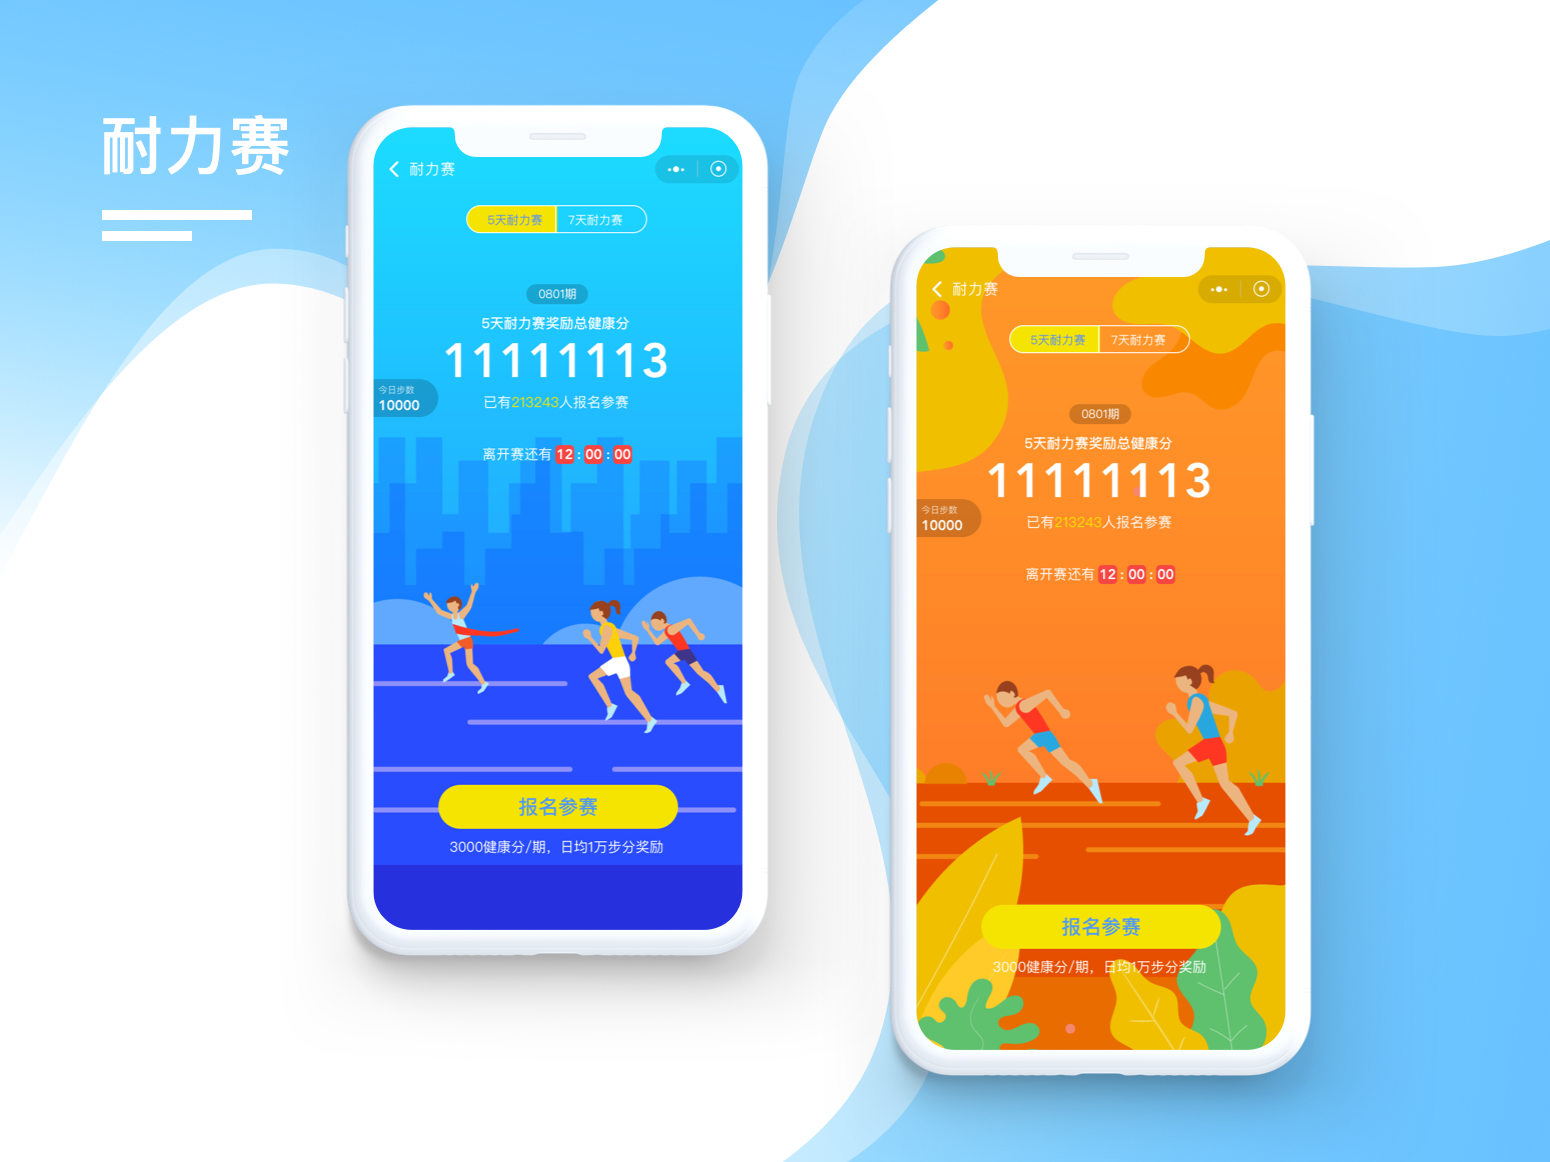 耐力赛
耐力赛
5天耐力赛 7天耐力赛
0801期
5天耐力赛奖励总健康分
11111113
今日步数
10000
已有213243人报名参赛
离开赛还有 12 : 00 : 00
报名参赛
3000健康分/期，日均1万步分奖励
耐力赛
5天耐力赛 7天耐力赛
0801期
5天耐力赛奖励总健康分
11111113
今日步数
10000
已有213243人报名参赛
离开赛还有 12 : 00 : 00
报名参赛
3000健康分/期，日均1万步分奖励